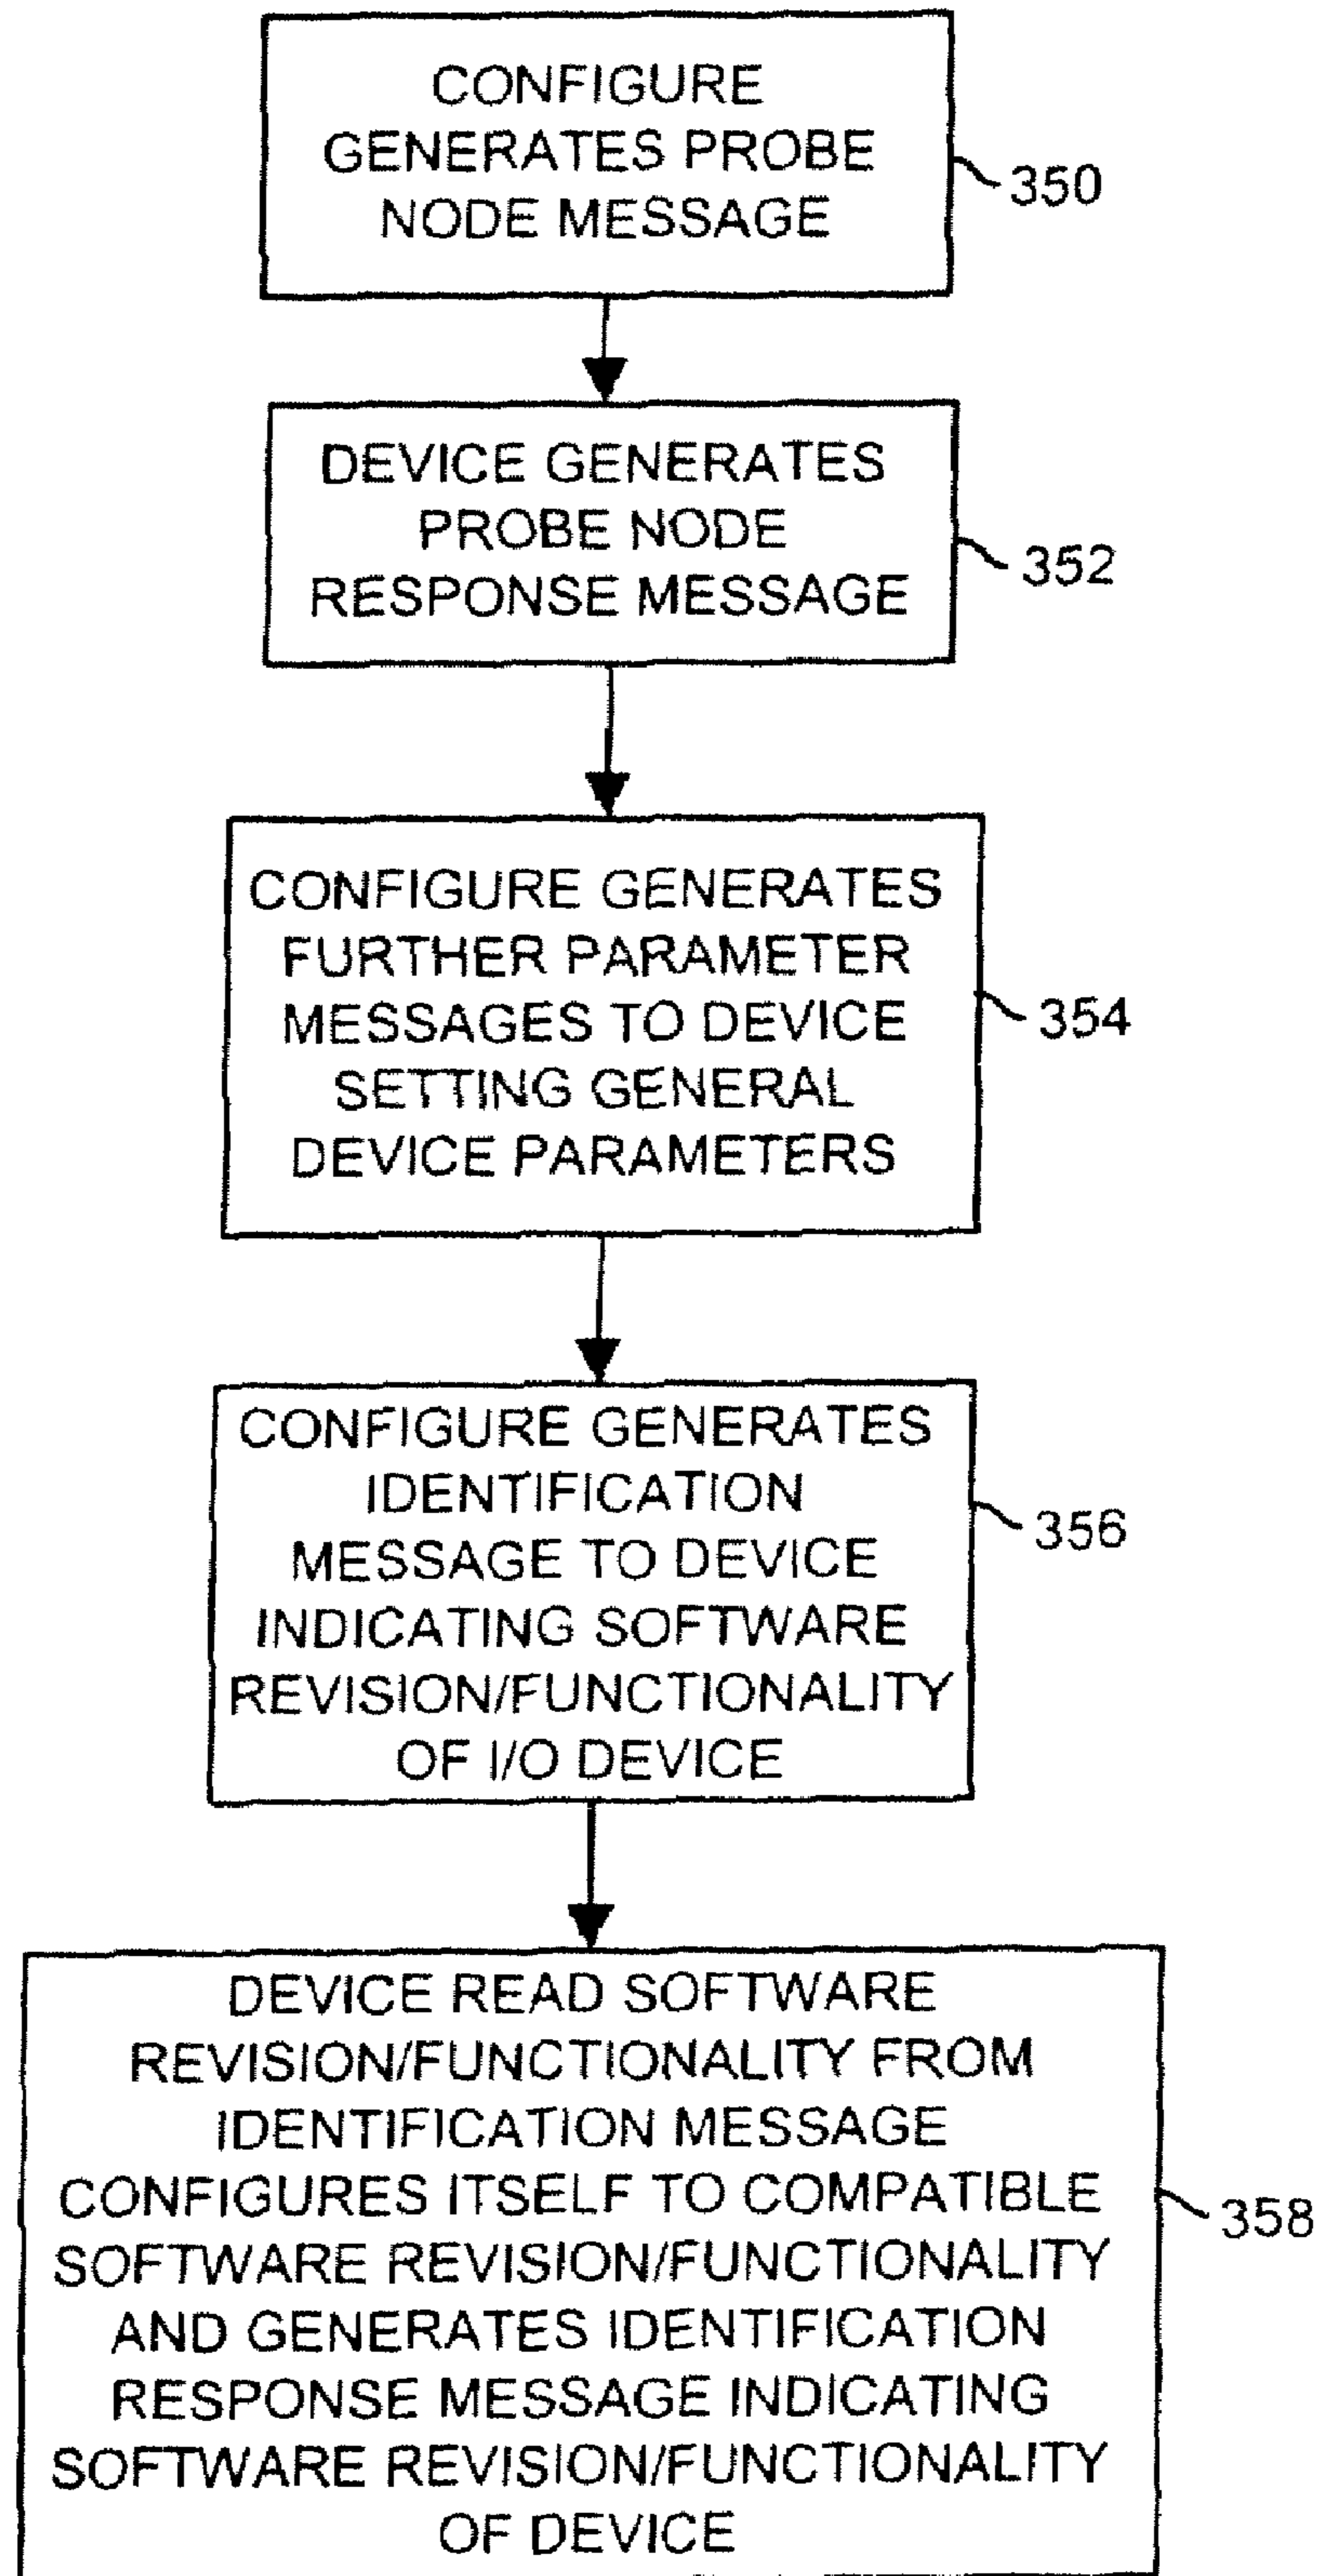 CONFIGURE
GENERATES PROBE
NODE MESSAGE
350
DEVICE GENERATES
PROBE NODE
RESPONSE MESSAGE
352
CONFIGURE GENERATES
FURTHER PARAMETER
MESSAGES TO DEVICE
SETTING GENERAL
DEVICE PARAMETERS
354
CONFIGURE GENERATES
IDENTIFICATION
MESSAGE TO DEVICE
INDICATING SOFTWARE
REVISION/FUNCTIONALITY
OF I/O DEVICE
356
DEVICE READ SOFTWARE
REVISION/FUNCTIONALITY FROM
IDENTIFICATION MESSAGE
CONFIGURES ITSELF TO COMPATIBLE
SOFTWARE REVISION/FUNCTIONALITY
AND GENERATES IDENTIFICATION
RESPONSE MESSAGE INDICATING
SOFTWARE REVISION/FUNCTIONALITY
OF DEVICE
358